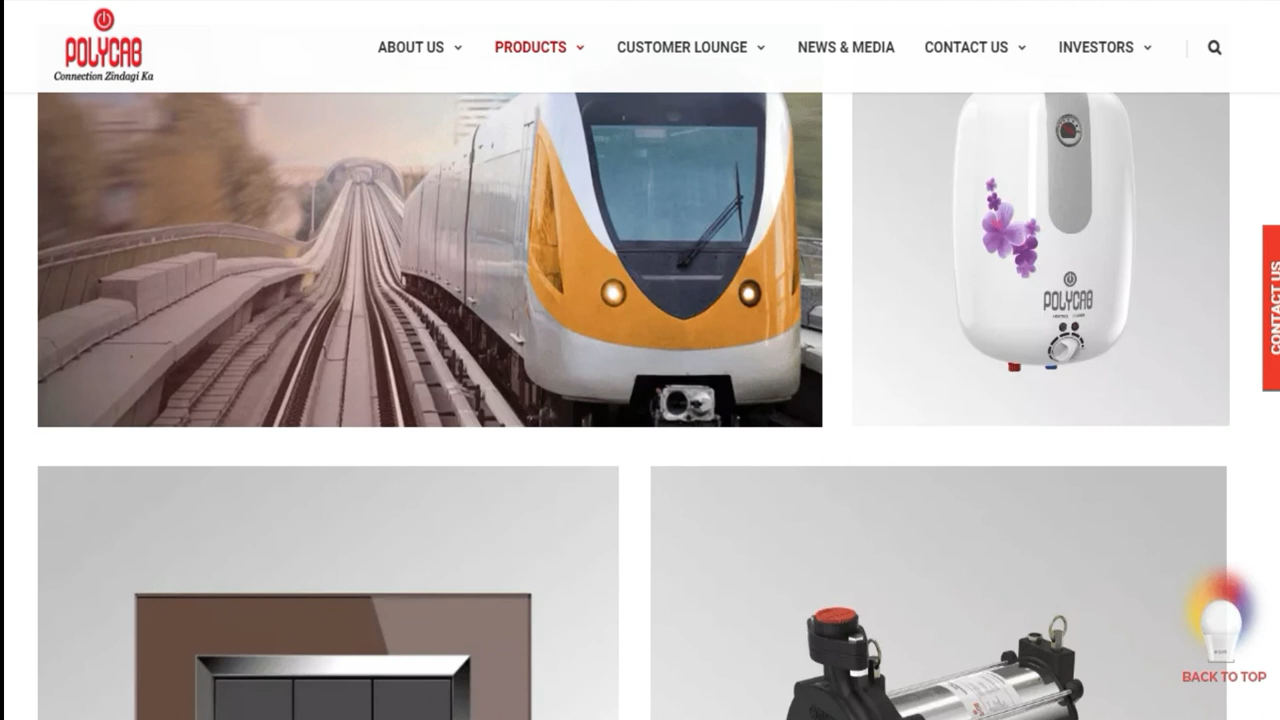 POLYCAB
Connection Zindagi Ka
ABOUT US
PRODUCTS
CUSTOMER LOUNGE
NEWS & MEDIA
CONTACT US
INVESTORS
POLYCAB
CONTACT US
BACK TO TOP